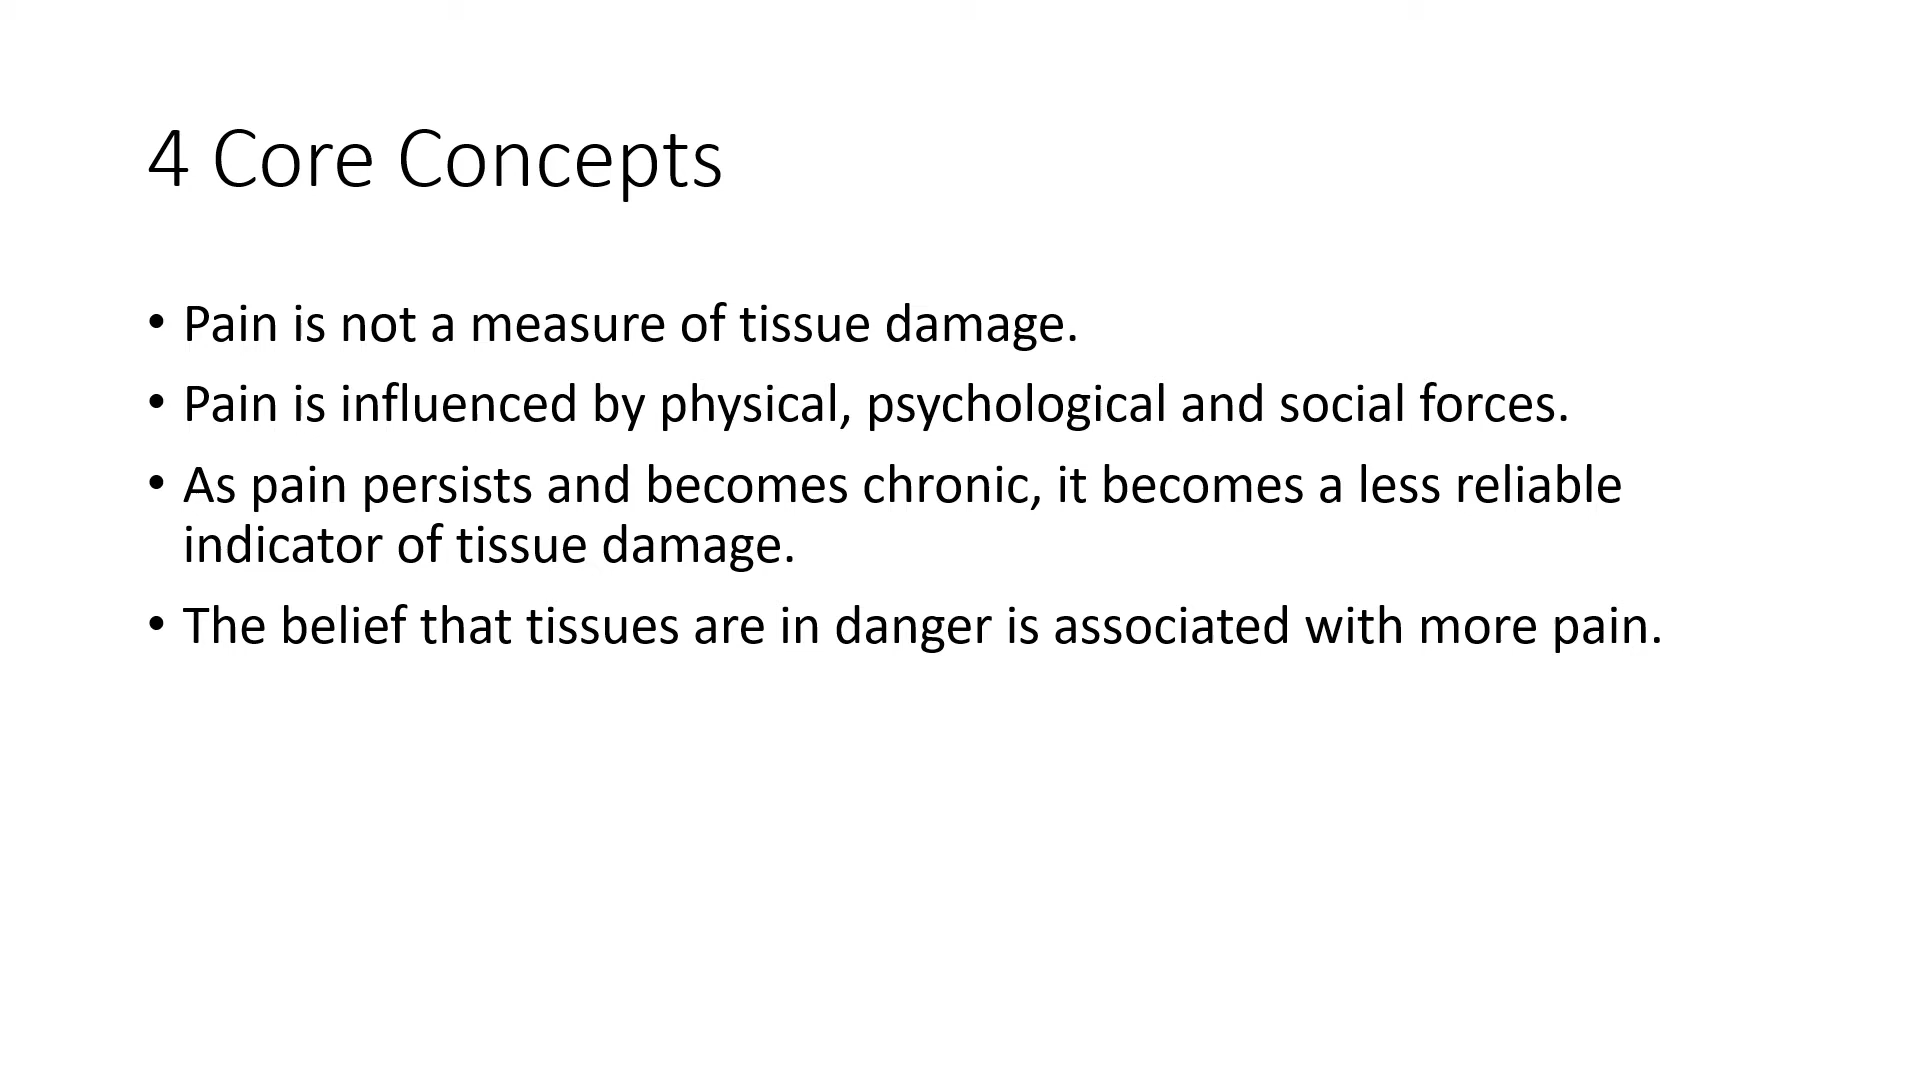 4 Core Concepts
• Pain is not a measure of tissue damage.
• Pain is influenced by physical, psychological and social forces.
• As pain persists and becomes chronic, it becomes a less reliable
indicator of tissue damage.
• The belief that tissues are in danger is associated with more pain.